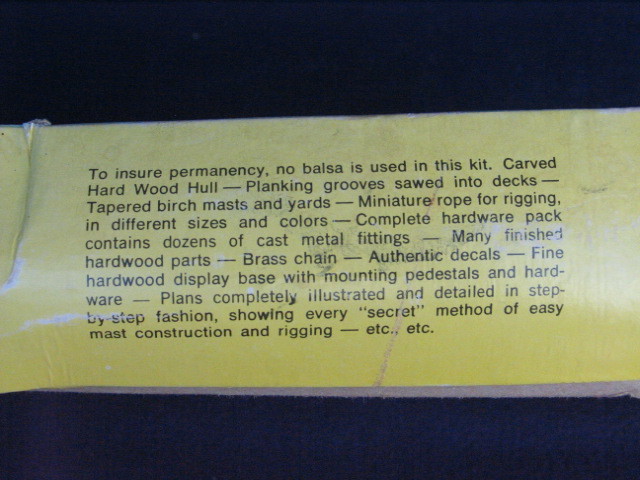 To insure permanency, no balsa is used in this kit. Carved
Hard Wood Hull — Planking grooves sawed into decks —
Tapered birch masts and yards — Miniature rope for rigging,
in different sizes and colors — Complete hardware pack
contains dozens of cast metal fittings — Many finished
hardwood parts — Brass chain — Authentic decals — Fine
hardwood display base with mounting pedestals and hard-
ware — Plans completely illustrated and detailed in step-
by-step fashion, showing every "secret" method of easy
mast construction and rigging — etc., etc.